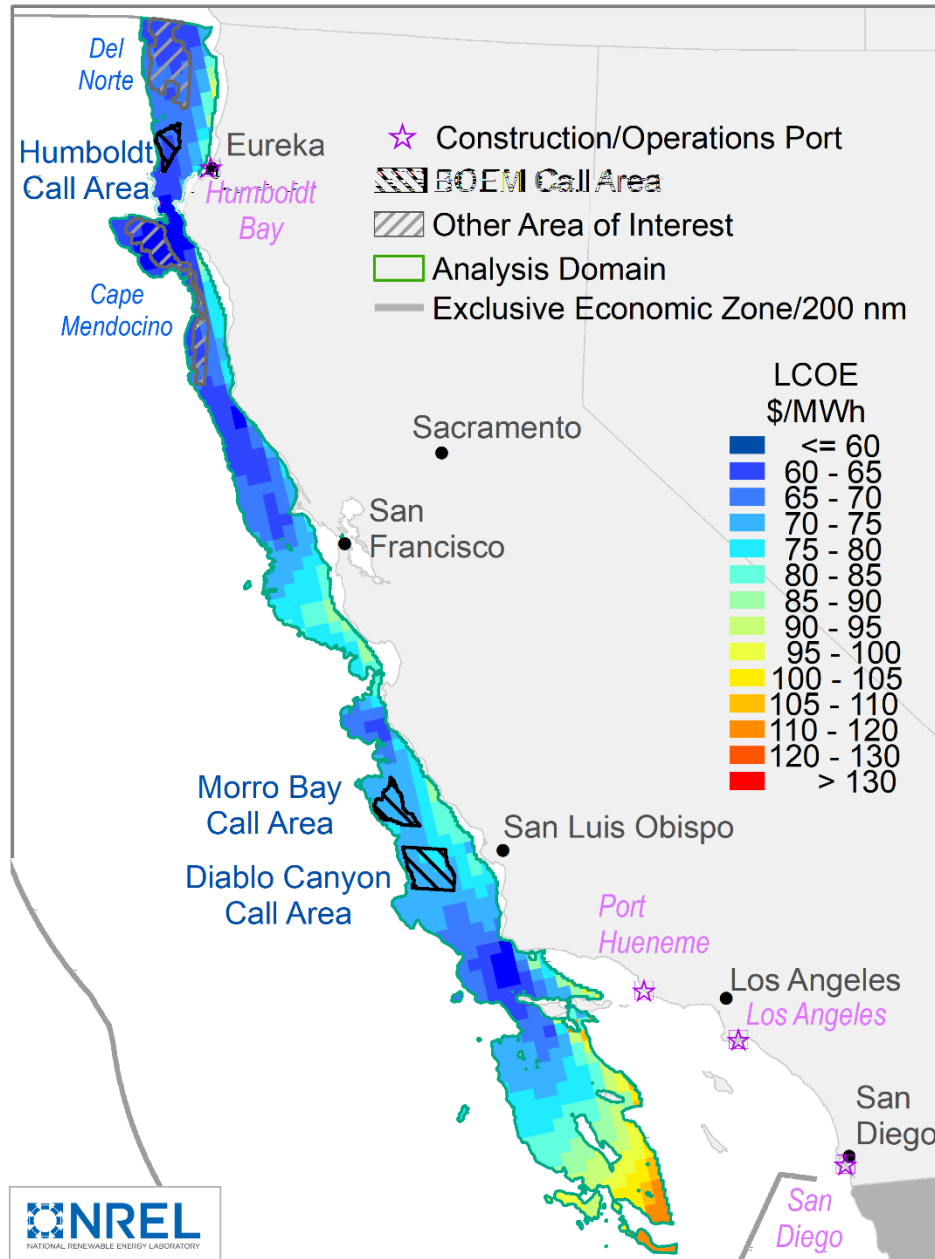 Del
Norte
Humboldt
Call Area
Eureka
Humboldt
Bay
Cape
Mendocino
Construction/Operations Port
BOEM Call Area
Other Area of Interest
Analysis Domain
Exclusive Economic Zone/200 nm
LCOE
$/MWh
<= 60
60 - 65
65 - 70
70 - 75
75 - 80
80 - 85
85 - 90
90 - 95
95 - 100
100 - 105
105 - 110
110 - 120
120 - 130
> 130
Sacramento
San
Francisco
Morro Bay
Call Area
San Luis Obispo
Diablo Canyon
Call Area
Port
Hueneme
Los Angeles
Los Angeles
San
Diego
San
Diego
NREL
NATIONAL RENEWABLE ENERGY LABORATORY